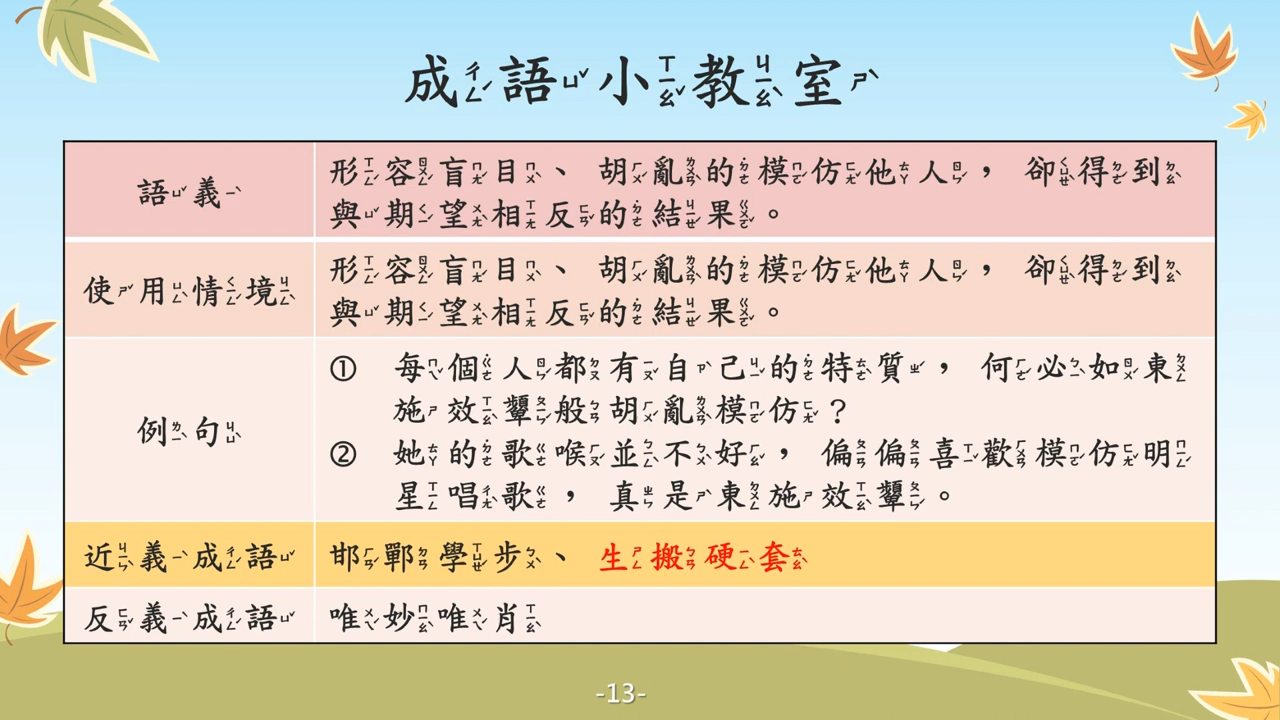 成語小教室
語義
形容盲目、胡亂的模仿他人，卻得到
與期望相反的結果。
使用情境
形容盲目、胡亂的模仿他人，卻得到
與期望相反的結果。
例句
① 每個人都有自己的特質，何必如東
施效顰般胡亂模仿？
② 她的歌喉並不好，偏偏喜歡模仿明
星唱歌，真是東施效顰。
近義成語
邯鄲學步、生搬硬套
反義成語
唯妙唯肖
-13-